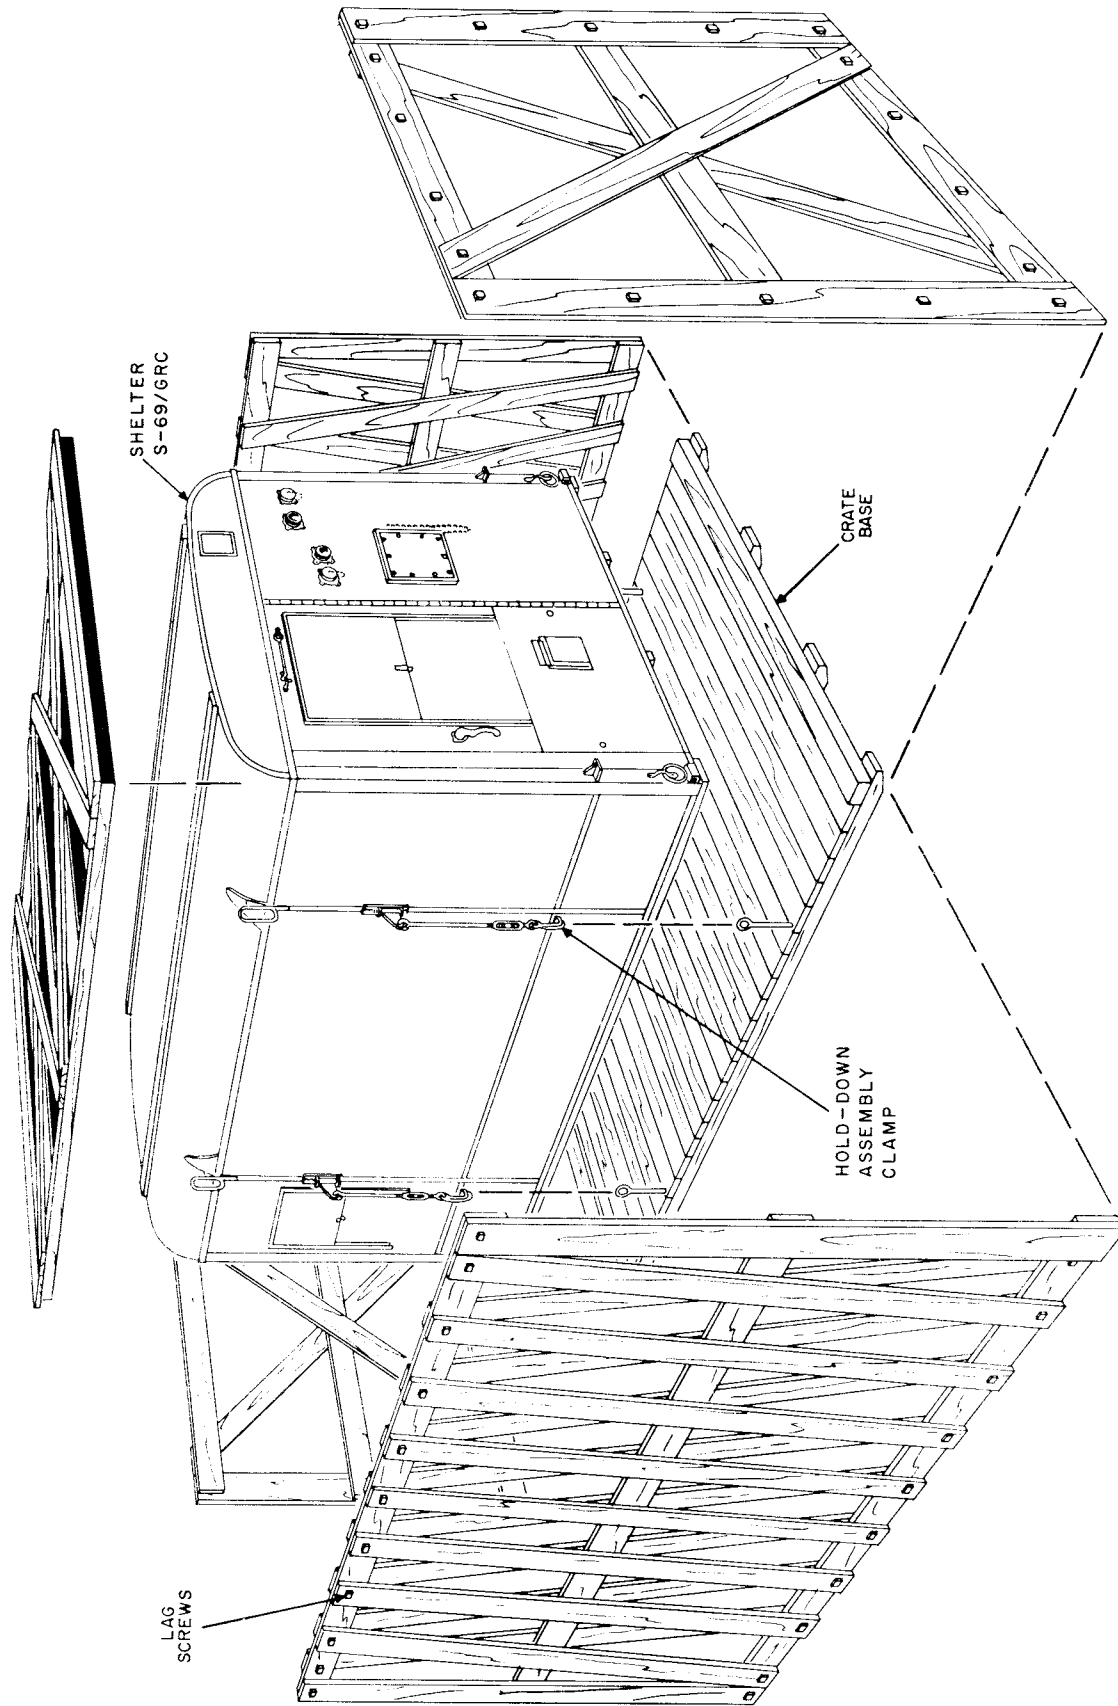 SHELTER
S-69/GRC
CRATE
BASE
HOLD-DOWN
ASSEMBLY
CLAMP
LAG
SCREWS